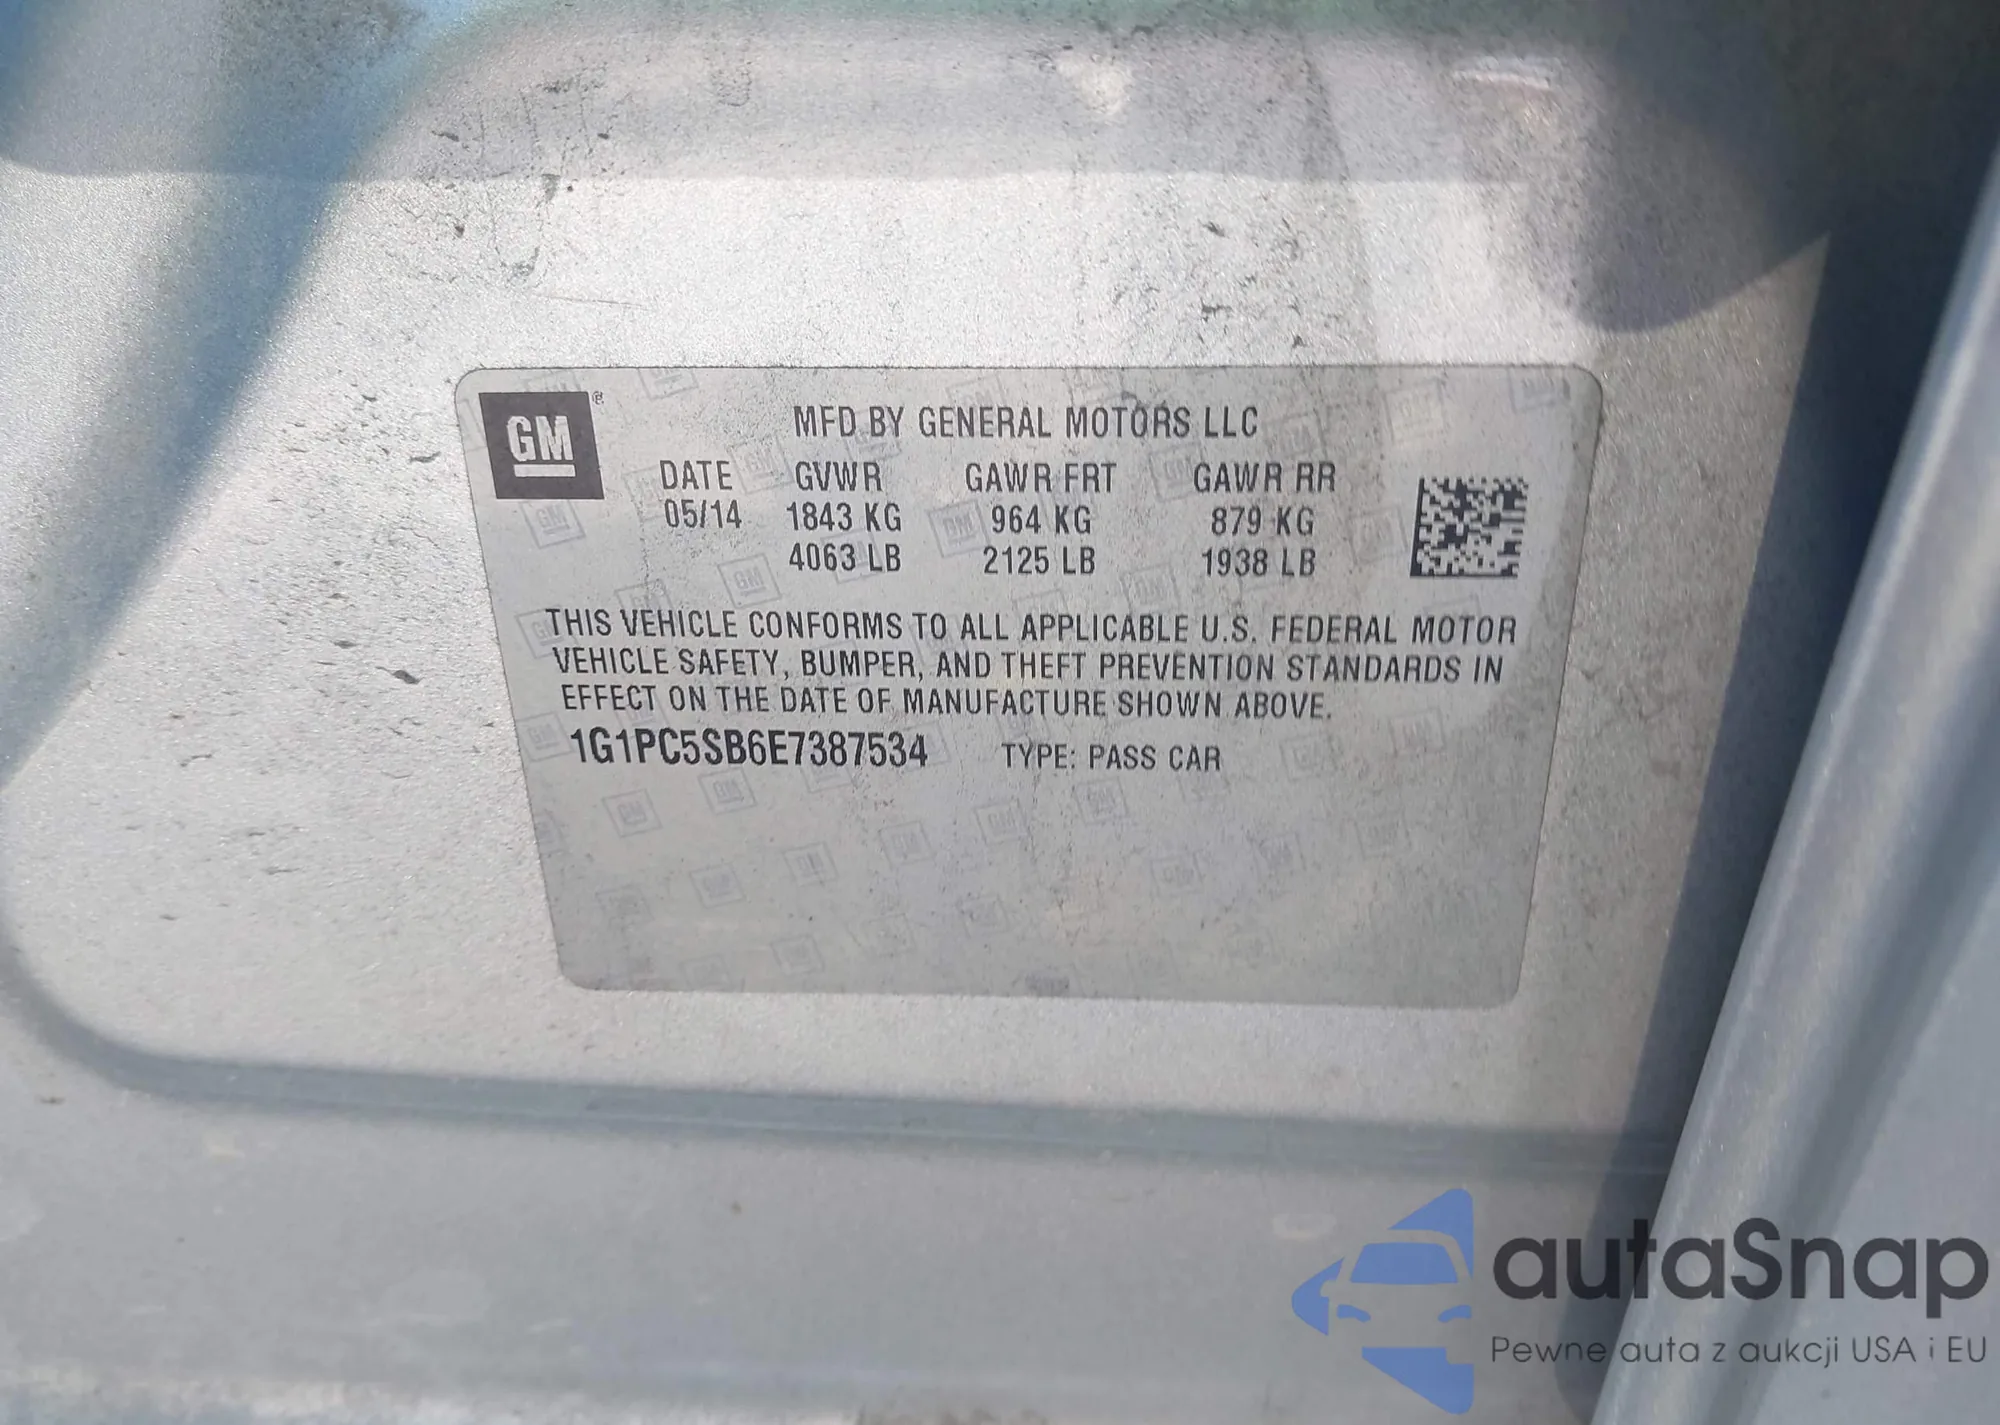 GM®
MFD BY GENERAL MOTORS LLC
DATE GVWR GAWR FRT GAWR RR
05/14 1843 KG 964 KG 879 KG
4063 LB 2125 LB 1938 LB
THIS VEHICLE CONFORMS TO ALL APPLICABLE U.S. FEDERAL MOTOR
VEHICLE SAFETY, BUMPER, AND THEFT PREVENTION STANDARDS IN
EFFECT ON THE DATE OF MANUFACTURE SHOWN ABOVE.
1G1PC5SB6E7387534 TYPE: PASS CAR
autaSnap
Pewne auta z aukcji USA i EU